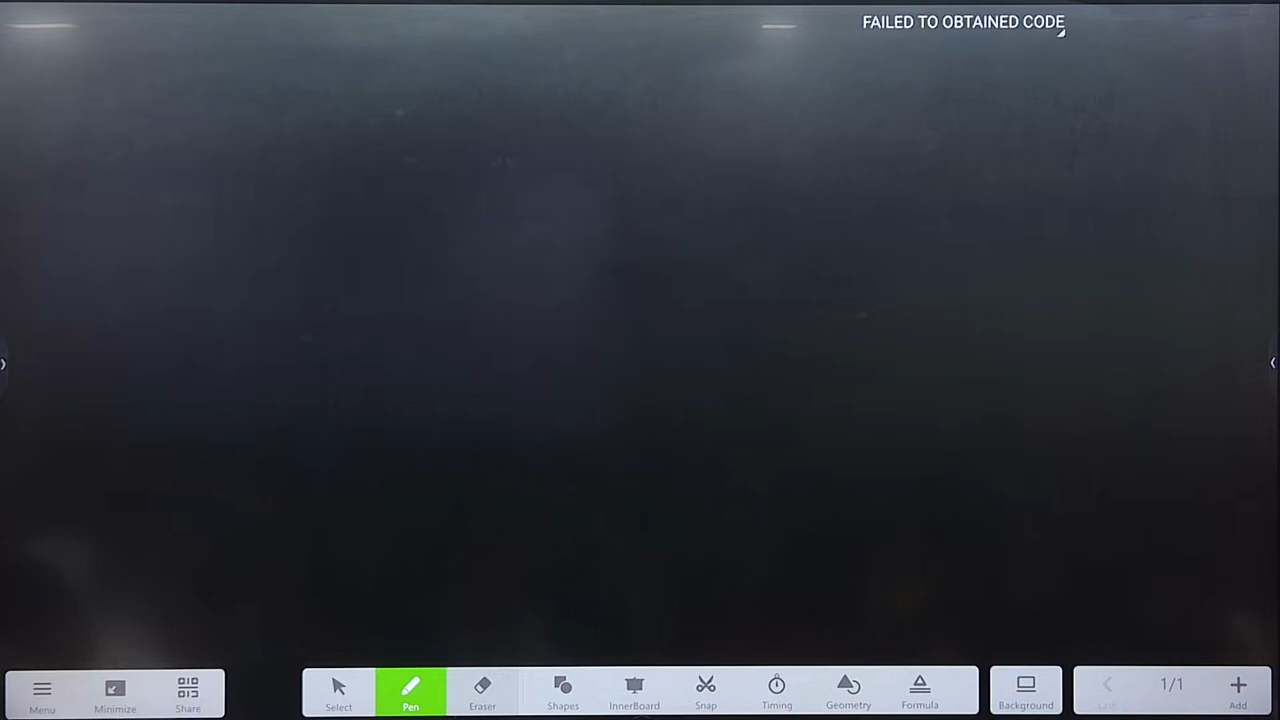 FAILED TO OBTAINED CODE
Menu
Minimize
Share
Select
Pen
Eraser
Shapes
InnerBoard
Snap
Timing
Geometry
Formula
Background
1/1
Add